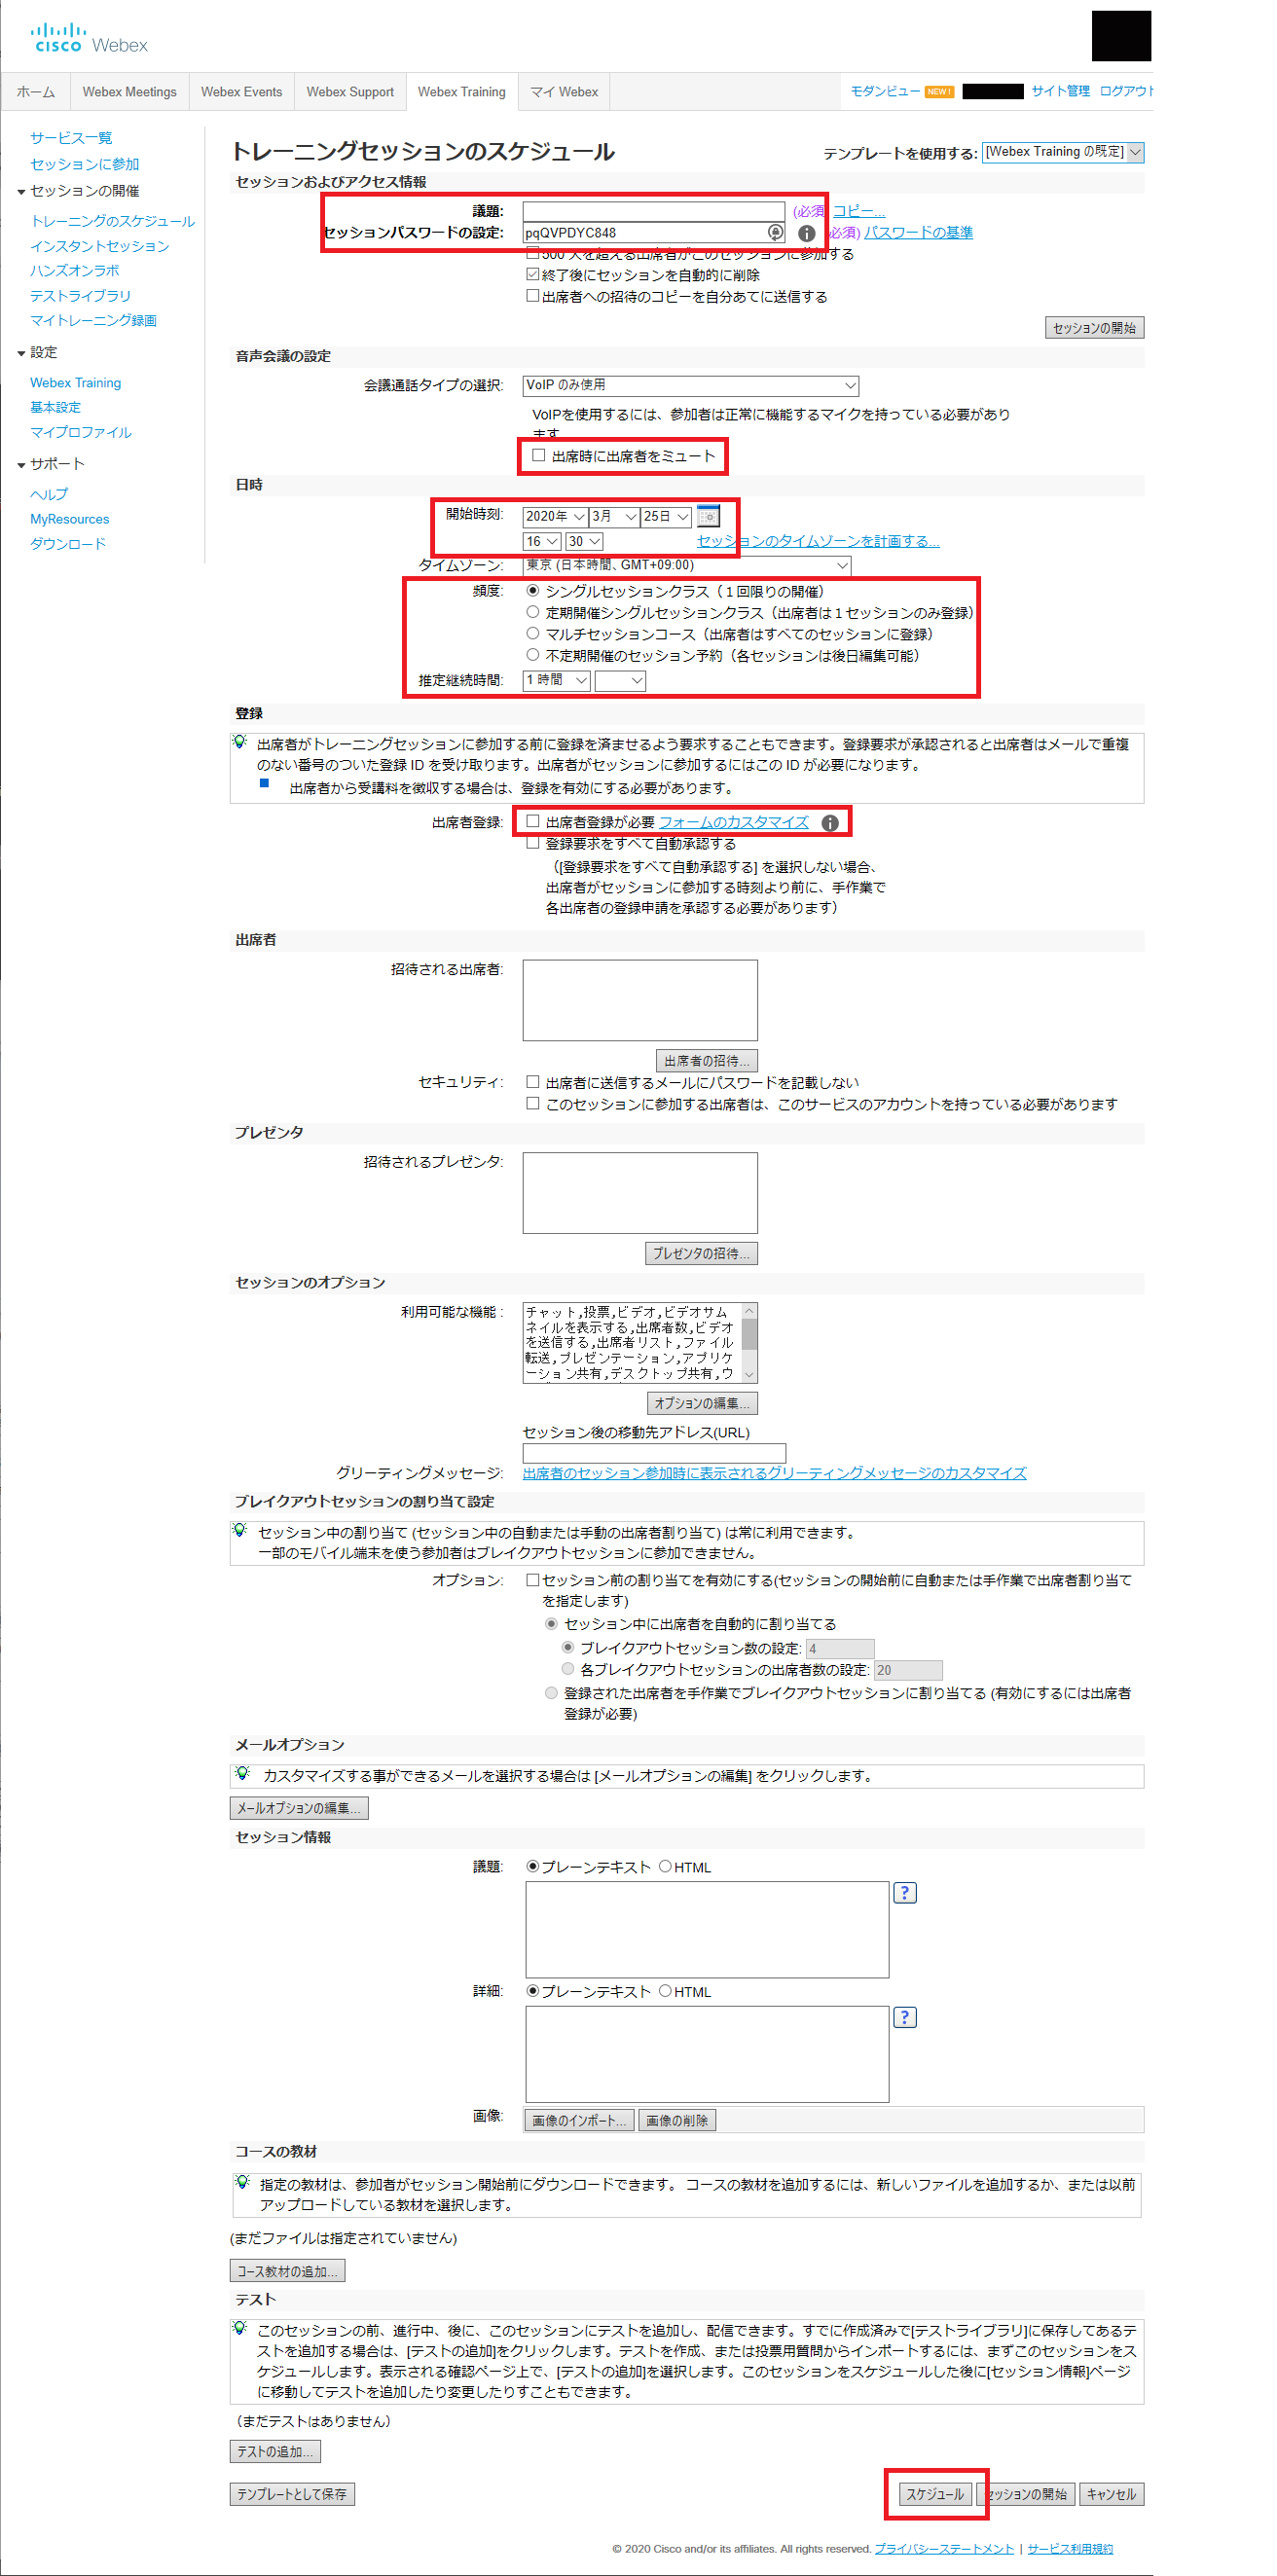 CISCO Webex
ホーム Webex Meetings Webex Events Webex Support Webex Training マイ Webex モダンビュー NEW! サイト管理 ログアウト
サービス一覧
セッションに参加
セッションの開催
トレーニングのスケジュール
インスタントセッション
ハンズオンラボ
テストライブラリ
マイトレーニング録画
設定
Webex Training
基本設定
マイプロファイル
サポート
ヘルプ
MyResources
ダウンロード
トレーニングセッションのスケジュール テンプレートを使用する: [Webex Training の既定]
セッションおよびアクセス情報
議題: (必須) コピー...
セッションパスワードの設定: pqQVPDYC848 必須) パスワードの基準
500 人を超える出席者がこのセッションに参加する
終了後にセッションを自動的に削除
出席者への招待のコピーを自分あてに送信する
セッションの開始
音声会議の設定
会議通話タイプの選択: VoIP のみ使用
VoIPを使用するには、参加者は正常に機能するマイクを持っている必要があり
ます
出席時に出席者をミュート
日時
開始時刻: 2020年 3月 25日
16 30 セッションのタイムゾーンを計画する...
タイムゾーン: 東京 (日本時間、GMT+09:00)
頻度: シングルセッションクラス（１回限りの開催）
定期開催シングルセッションクラス（出席者は１セッションのみ登録）
マルチセッションコース（出席者はすべてのセッションに登録）
不定期開催のセッション予約（各セッションは後日編集可能）
推定継続時間: 1 時間
登録
出席者がトレーニングセッションに参加する前に登録を済ませるよう要求することもできます。登録要求が承認されると出席者はメールで重複
のない番号のついた登録 ID を受け取ります。出席者がセッションに参加するにはこの ID が必要になります。
出席者から受講料を徴収する場合は、登録を有効にする必要があります。
出席者登録: 出席者登録が必要 フォームのカスタマイズ
登録要求をすべて自動承認する
（[登録要求をすべて自動承認する] を選択しない場合、
出席者がセッションに参加する時刻より前に、手作業で
各出席者の登録申請を承認する必要があります）
出席者
招待される出席者:
出席者の招待...
セキュリティ: 出席者に送信するメールにパスワードを記載しない
このセッションに参加する出席者は、このサービスのアカウントを持っている必要があります
プレゼンタ
招待されるプレゼンタ:
プレゼンタの招待...
セッションのオプション
利用可能な機能 : チャット,投票,ビデオ,ビデオサム
ネイルを表示する,出席者数,ビデオ
を送信する,出席者リスト,ファイル
転送,プレゼンテーション,アプリケ
ーション共有,デスクトップ共有,ウ
オプションの編集...
セッション後の移動先アドレス(URL)
グリーティングメッセージ: 出席者のセッション参加時に表示されるグリーティングメッセージのカスタマイズ
ブレイクアウトセッションの割り当て設定
セッション中の割り当て (セッション中の自動または手動の出席者割り当て) は常に利用できます。
一部のモバイル端末を使う参加者はブレイクアウトセッションに参加できません。
オプション: セッション前の割り当てを有効にする(セッションの開始前に自動または手作業で出席者割り当て
を指定します)
セッション中に出席者を自動的に割り当てる
ブレイクアウトセッション数の設定: 4
各ブレイクアウトセッションの出席者数の設定: 20
登録された出席者を手作業でブレイクアウトセッションに割り当てる (有効にするには出席者
登録が必要)
メールオプション
カスタマイズする事ができるメールを選択する場合は [メールオプションの編集] をクリックします。
メールオプションの編集...
セッション情報
議題: プレーンテキスト HTML
?
詳細: プレーンテキスト HTML
?
画像: 画像のインポート... 画像の削除
コースの教材
指定の教材は、参加者がセッション開始前にダウンロードできます。 コースの教材を追加するには、新しいファイルを追加するか、または以前
アップロードしている教材を選択します。
(まだファイルは指定されていません)
コース教材の追加...
テスト
このセッションの前、進行中、後に、このセッションにテストを追加し、配信できます。すでに作成済みで[テストライブラリ]に保存してあるテ
ストを追加する場合は、[テストの追加]をクリックします。テストを作成、または投票用質問からインポートするには、まずこのセッションをス
ケジュールします。表示される確認ページ上で、[テストの追加]を選択します。このセッションをスケジュールした後に[セッション情報]ページ
に移動してテストを追加したり変更したりすこともできます。
（まだテストはありません）
テストの追加...
テンプレートとして保存 スケジュール セッションの開始 キャンセル
© 2020 Cisco and/or its affiliates. All rights reserved. プライバシーステートメント | サービス利用規約